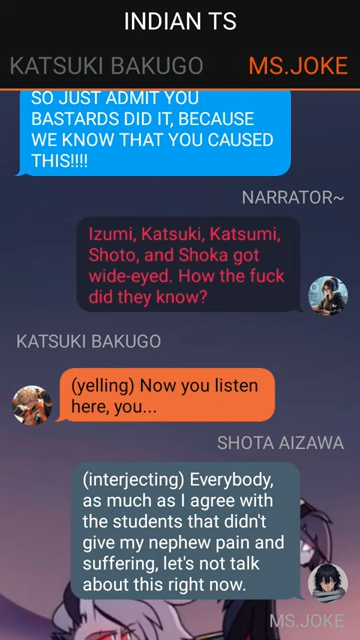 INDIAN TS
KATSUKI BAKUGO MS.JOKE
SO JUST ADMIT YOU
BASTARDS DID IT, BECAUSE
WE KNOW THAT YOU CAUSED
THIS!!!!
NARRATOR~
Izumi, Katsuki, Katsumi,
Shoto, and Shoka got
wide-eyed. How the fuck
did they know?
KATSUKI BAKUGO
(yelling) Now you listen
here, you...
SHOTA AIZAWA
(interjecting) Everybody,
as much as I agree with
the students that didn't
give my nephew pain and
suffering, let's not talk
about this right now.
MS.JOKE